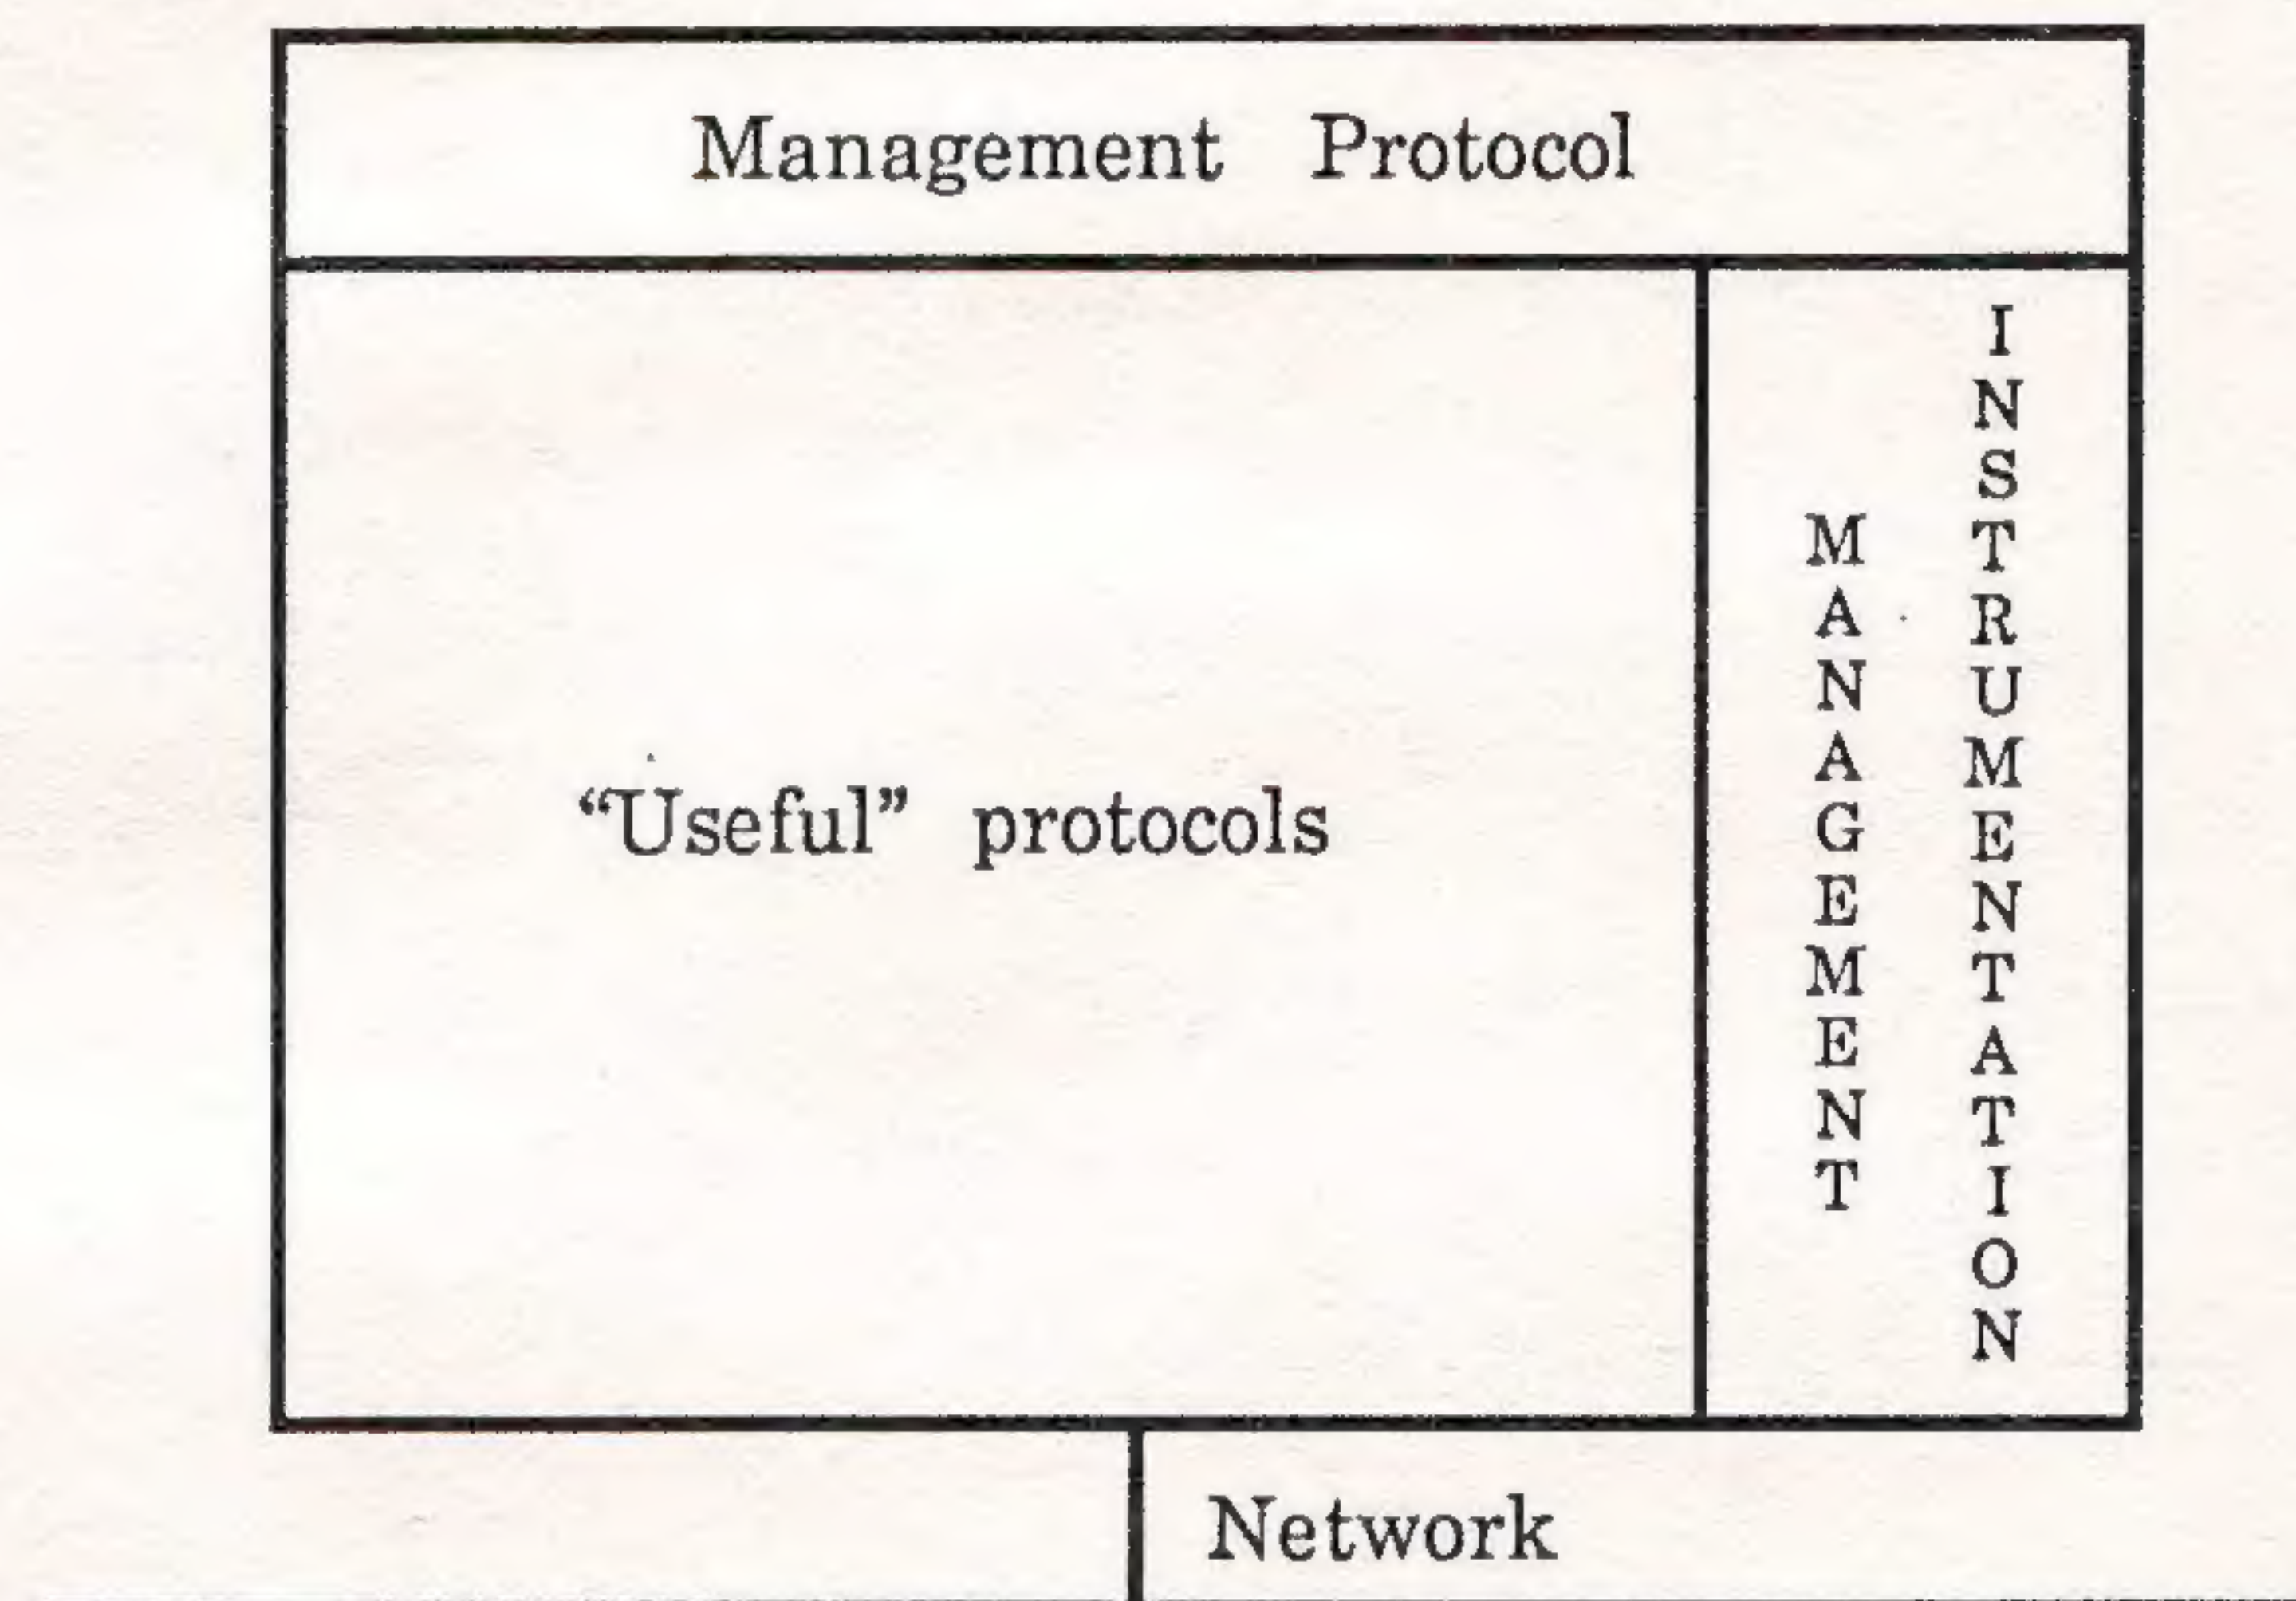 Management Protocol
“Useful” protocols
MANAGEMENT
INSTRUMENTATION
Network